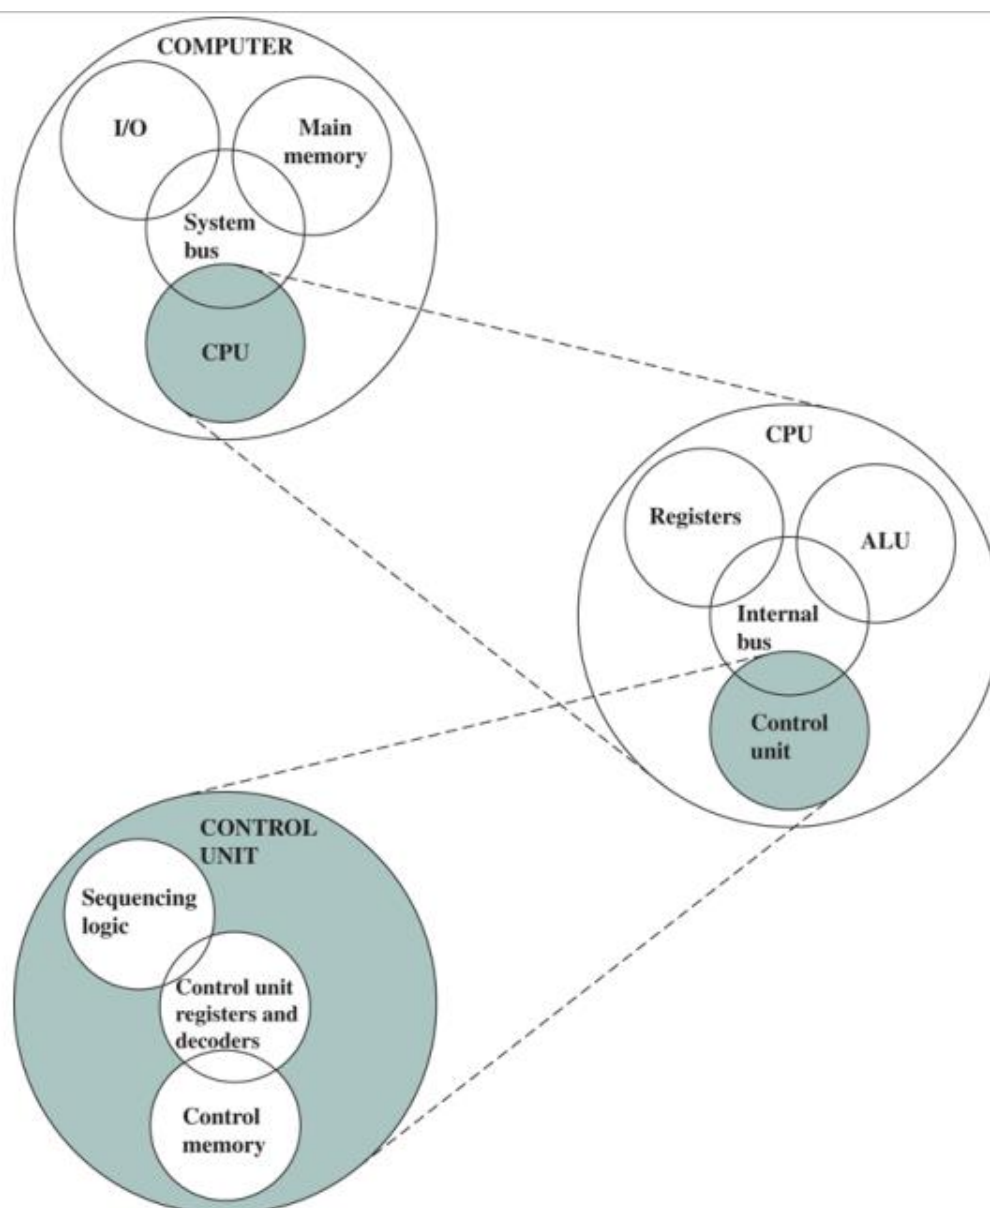 COMPUTER
I/O
Main
memory
System
bus
CPU
CPU
Registers
ALU
Internal
bus
Control
unit
CONTROL
UNIT
Sequencing
logic
Control unit
registers and
decoders
Control
memory